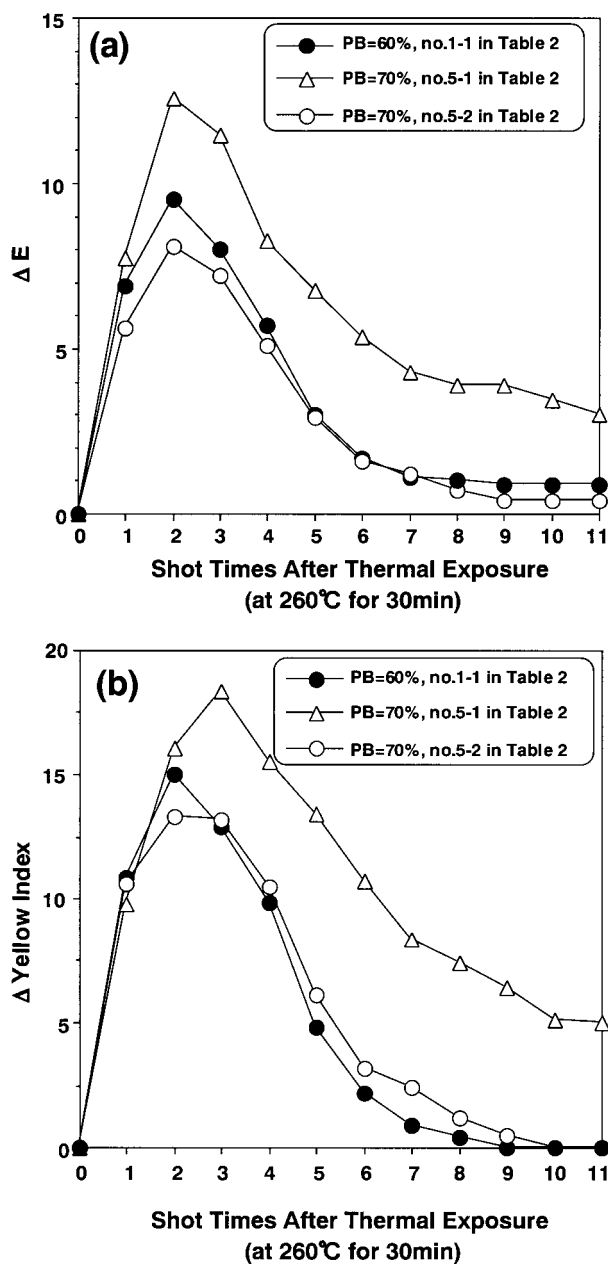 (a)
PB=60%, no.1-1 in Table 2
PB=70%, no.5-1 in Table 2
PB=70%, no.5-2 in Table 2
15
10
5
0
Δ E
0 1 2 3 4 5 6 7 8 9 10 11
Shot Times After Thermal Exposure
(at 260℃ for 30min)
(b)
PB=60%, no.1-1 in Table 2
PB=70%, no.5-1 in Table 2
PB=70%, no.5-2 in Table 2
20
15
10
5
0
Δ Yellow Index
0 1 2 3 4 5 6 7 8 9 10 11
Shot Times After Thermal Exposure
(at 260℃ for 30min)